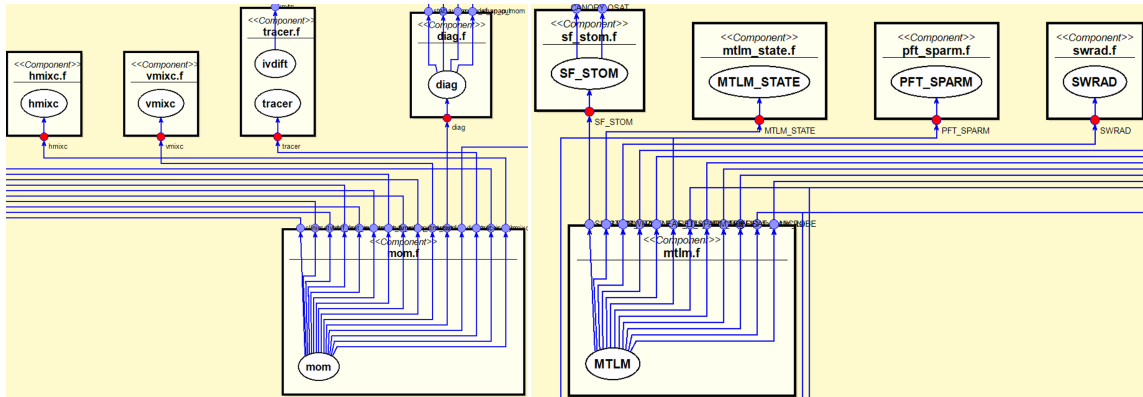 <<Component>>
hmixc.f
hmixc
hmixc
<<Component>>
vmixc.f
vmixc
vmixc
<<Component>>
tracer.f
ivdift
tracer
tracer
<<Component>>
diag.f
diag
diag
<<Component>>
mom.f
mom
<<Component>>
sf_stom.f
SF_STOM
SF_STOM
<<Component>>
mtlm_state.f
MTLM_STATE
MTLM_STATE
<<Component>>
pft_sparm.f
PFT_SPARM
PFT_SPARM
<<Component>>
swrad.f
SWRAD
SWRAD
<<Component>>
mtlm.f
MTLM